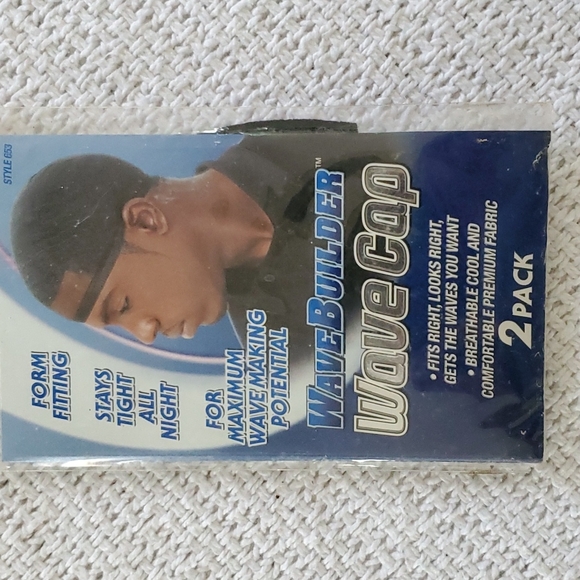 STYLE 653
FORM
FITTING
STAYS
TIGHT
ALL
NIGHT
FOR
MAXIMUM
WAVE MAKING
POTENTIAL
WAVEBUILDER™
Wave Cap
• FITS RIGHT, LOOKS RIGHT,
GETS THE WAVES YOU WANT
• BREATHABLE COOL AND
COMFORTABLE PREMIUM FABRIC
2 PACK